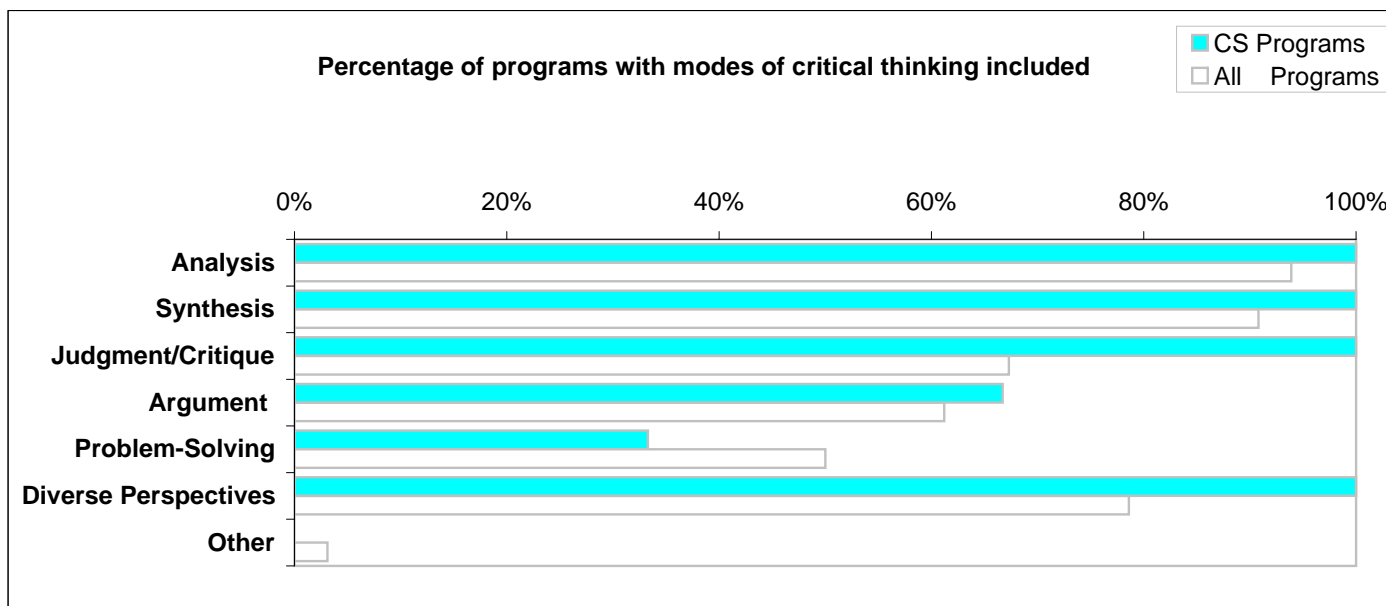 Percentage of programs with modes of critical thinking included
CS Programs
All Programs
0% 20% 40% 60% 80% 100%
Analysis
Synthesis
Judgment/Critique
Argument
Problem-Solving
Diverse Perspectives
Other